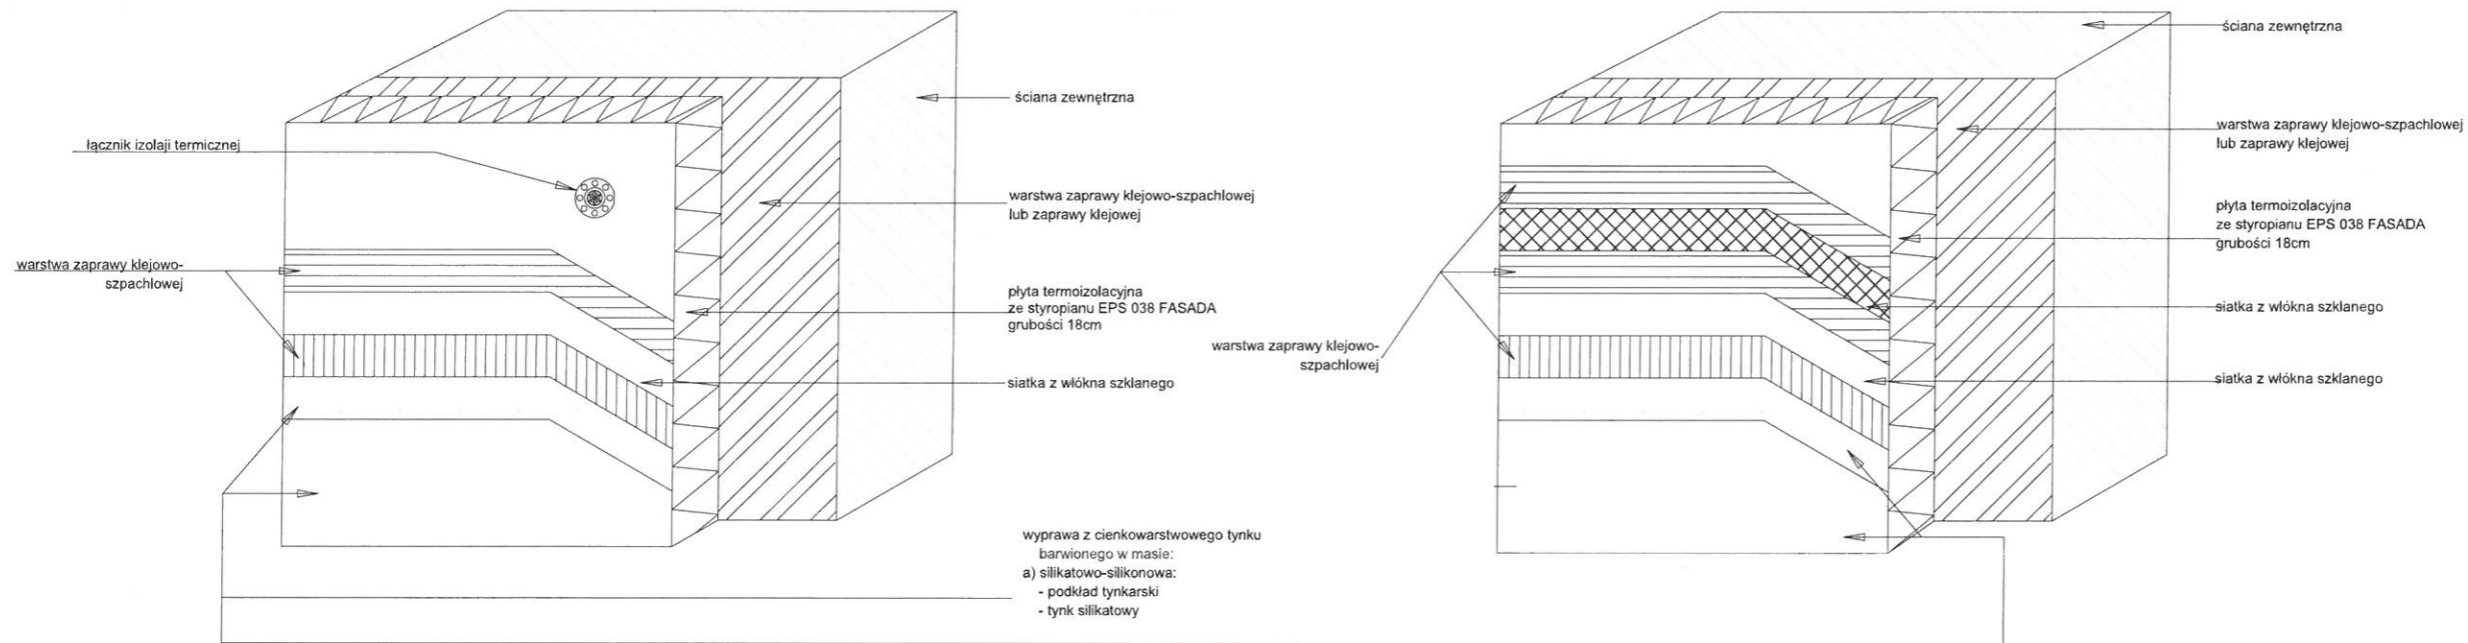 łącznik izolaji termicznej
warstwa zaprawy klejowo-
szpachlowej
ściana zewnętrzna
warstwa zaprawy klejowo-szpachlowej
lub zaprawy klejowej
płyta termoizolacyjna
ze styropianu EPS 038 FASADA
grubości 18cm
siatka z włókna szklanego
wyprawa z cienkowarstwowego tynku
barwionego w masie:
a) silikatowo-silikonowa:
- podkład tynkarski
- tynk silikatowy
warstwa zaprawy klejowo-
szpachlowej
ściana zewnętrzna
warstwa zaprawy klejowo-szpachlowej
lub zaprawy klejowej
płyta termoizolacyjna
ze styropianu EPS 038 FASADA
grubości 18cm
siatka z włókna szklanego
siatka z włókna szklanego